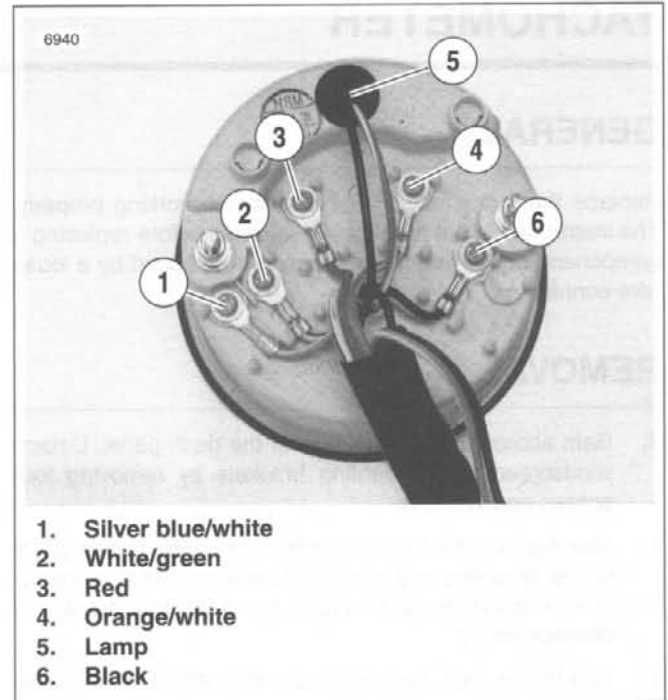 6940
5
3
4
2
6
1
1. Silver blue/white
2. White/green
3. Red
4. Orange/white
5. Lamp
6. Black